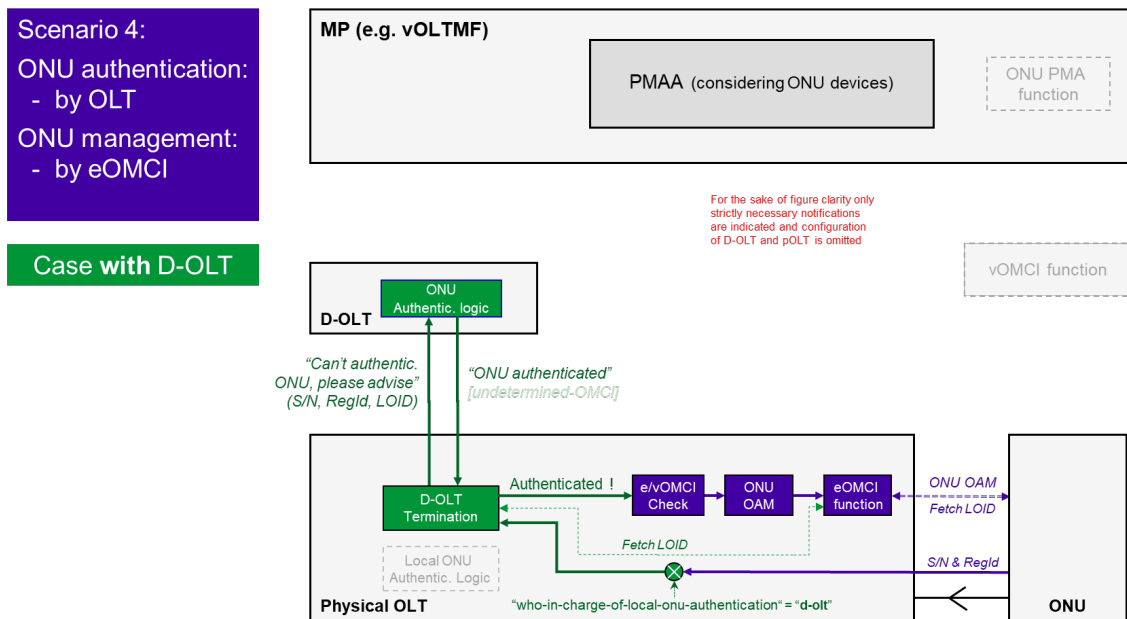 Scenario 4:
ONU authentication:
- by OLT
ONU management:
- by eOMCI
Case with D-OLT
MP (e.g. vOLTMF)
PMAA (considering ONU devices)
ONU PMA
function
For the sake of figure clarity only
strictly necessary notifications
are indicated and configuration
of D-OLT and pOLT is omitted
vOMCI function
ONU
Authentic. logic
D-OLT
“Can’t authentic.
ONU, please advise”
(S/N, RegId, LOID)
“ONU authenticated”
[undetermined-OMCI]
D-OLT
Termination
Authenticated !
e/vOMCI
Check
ONU
OAM
eOMCI
function
ONU OAM
Fetch LOID
Fetch LOID
Local ONU
Authentic. Logic
S/N & RegId
“who-in-charge-of-local-onu-authentication“ = “d-olt”
Physical OLT
ONU